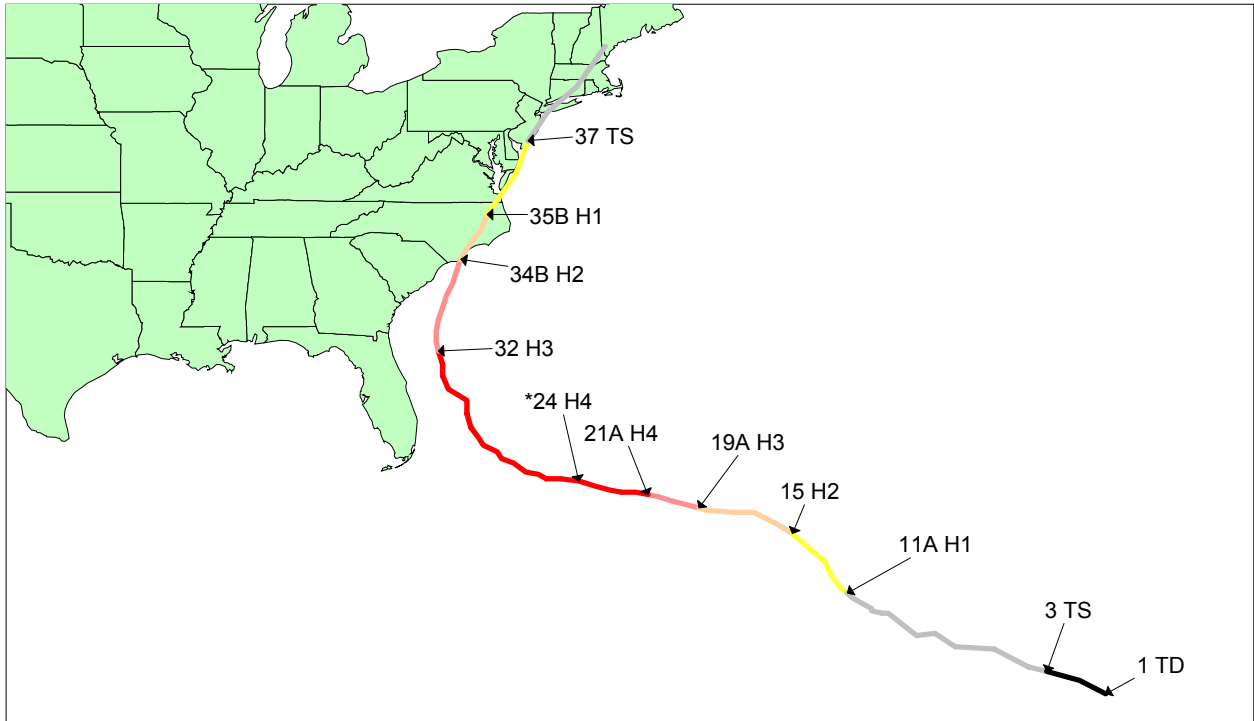 37 TS
35B H1
34B H2
32 H3
*24 H4
21A H4
19A H3
15 H2
11A H1
3 TS
1 TD